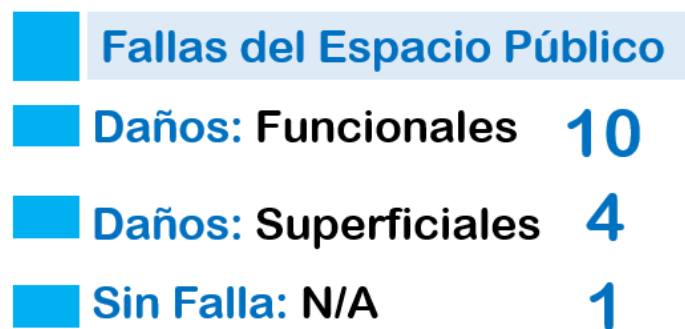 Fallas del Espacio Público
Daños: Funcionales 10
Daños: Superficiales 4
Sin Falla: N/A 1